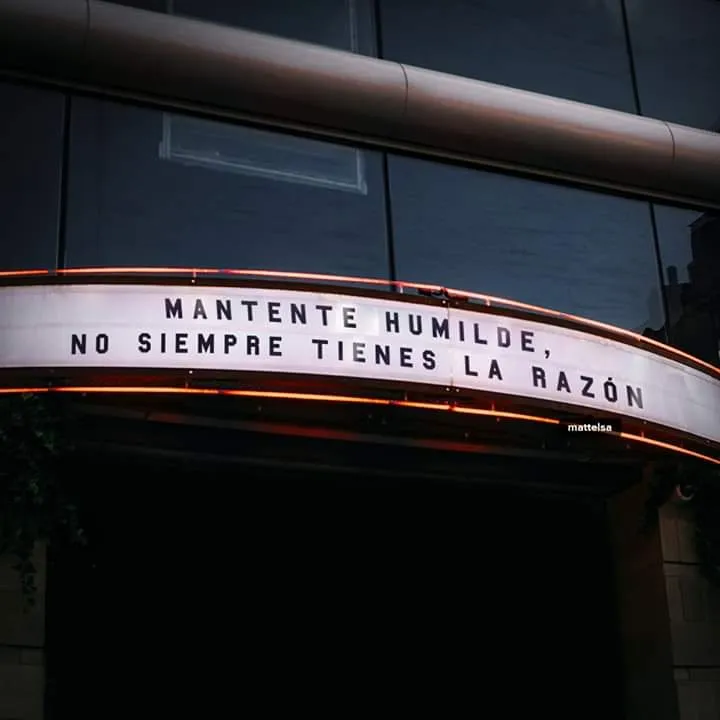 MANTENTE HUMILDE,
NO SIEMPRE TIENES LA RAZÓN
mattelsa